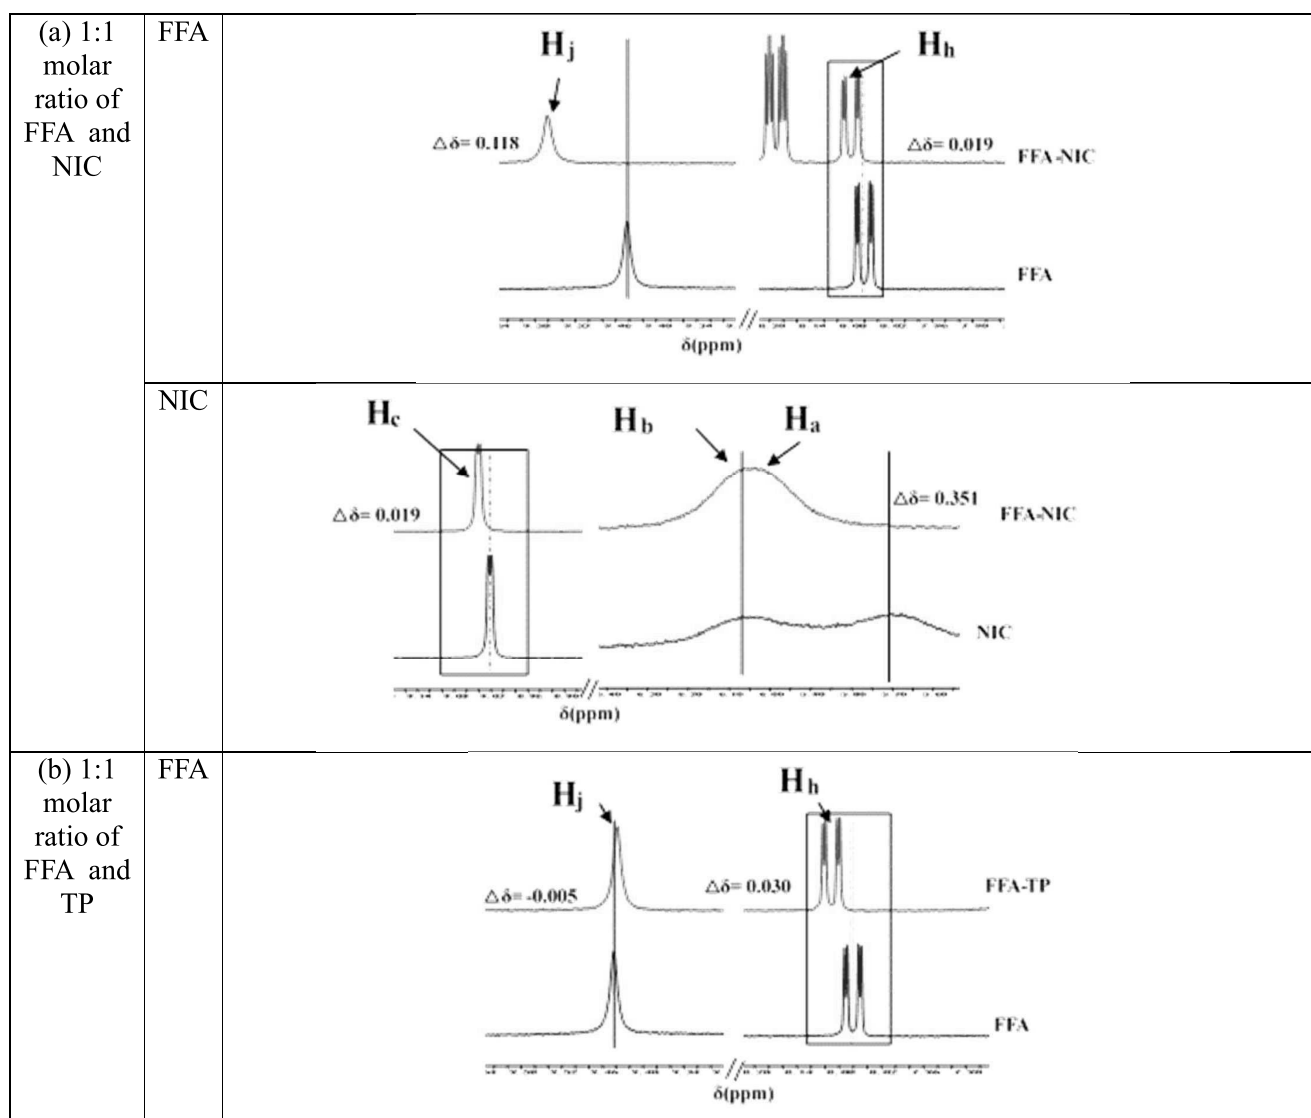 (a) 1:1
molar
ratio of
FFA and
NIC
FFA
Hj
Hh
△δ= 0.118
△δ= 0.019
FFA-NIC
FFA
δ(ppm)
NIC
Hc
Hb
Ha
△δ= 0.019
△δ= 0.351
FFA-NIC
NIC
δ(ppm)
(b) 1:1
molar
ratio of
FFA and
TP
FFA
Hj
Hh
△δ= -0.005
△δ= 0.030
FFA-TP
FFA
δ(ppm)